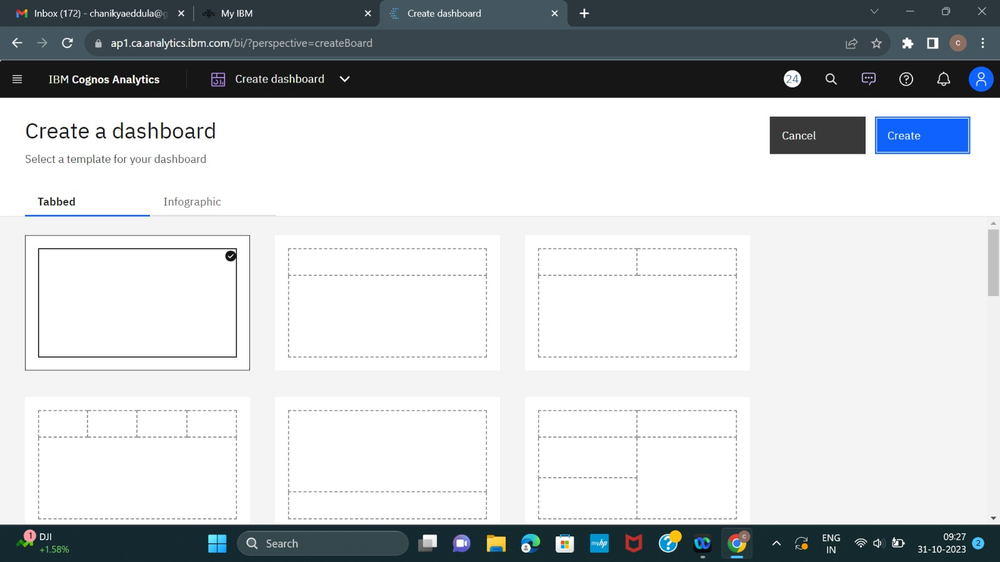 Inbox (172) - chanikyaeddula@g
My IBM
Create dashboard
ap1.ca.analytics.ibm.com/bi/?perspective=createBoard
C
IBM Cognos Analytics
Create dashboard
24
Create a dashboard
Cancel
Create
Select a template for your dashboard
Tabbed
Infographic
1
DJI
+1.58%
Search
myhp
C
ENG
IN
09:27
31-10-2023
2